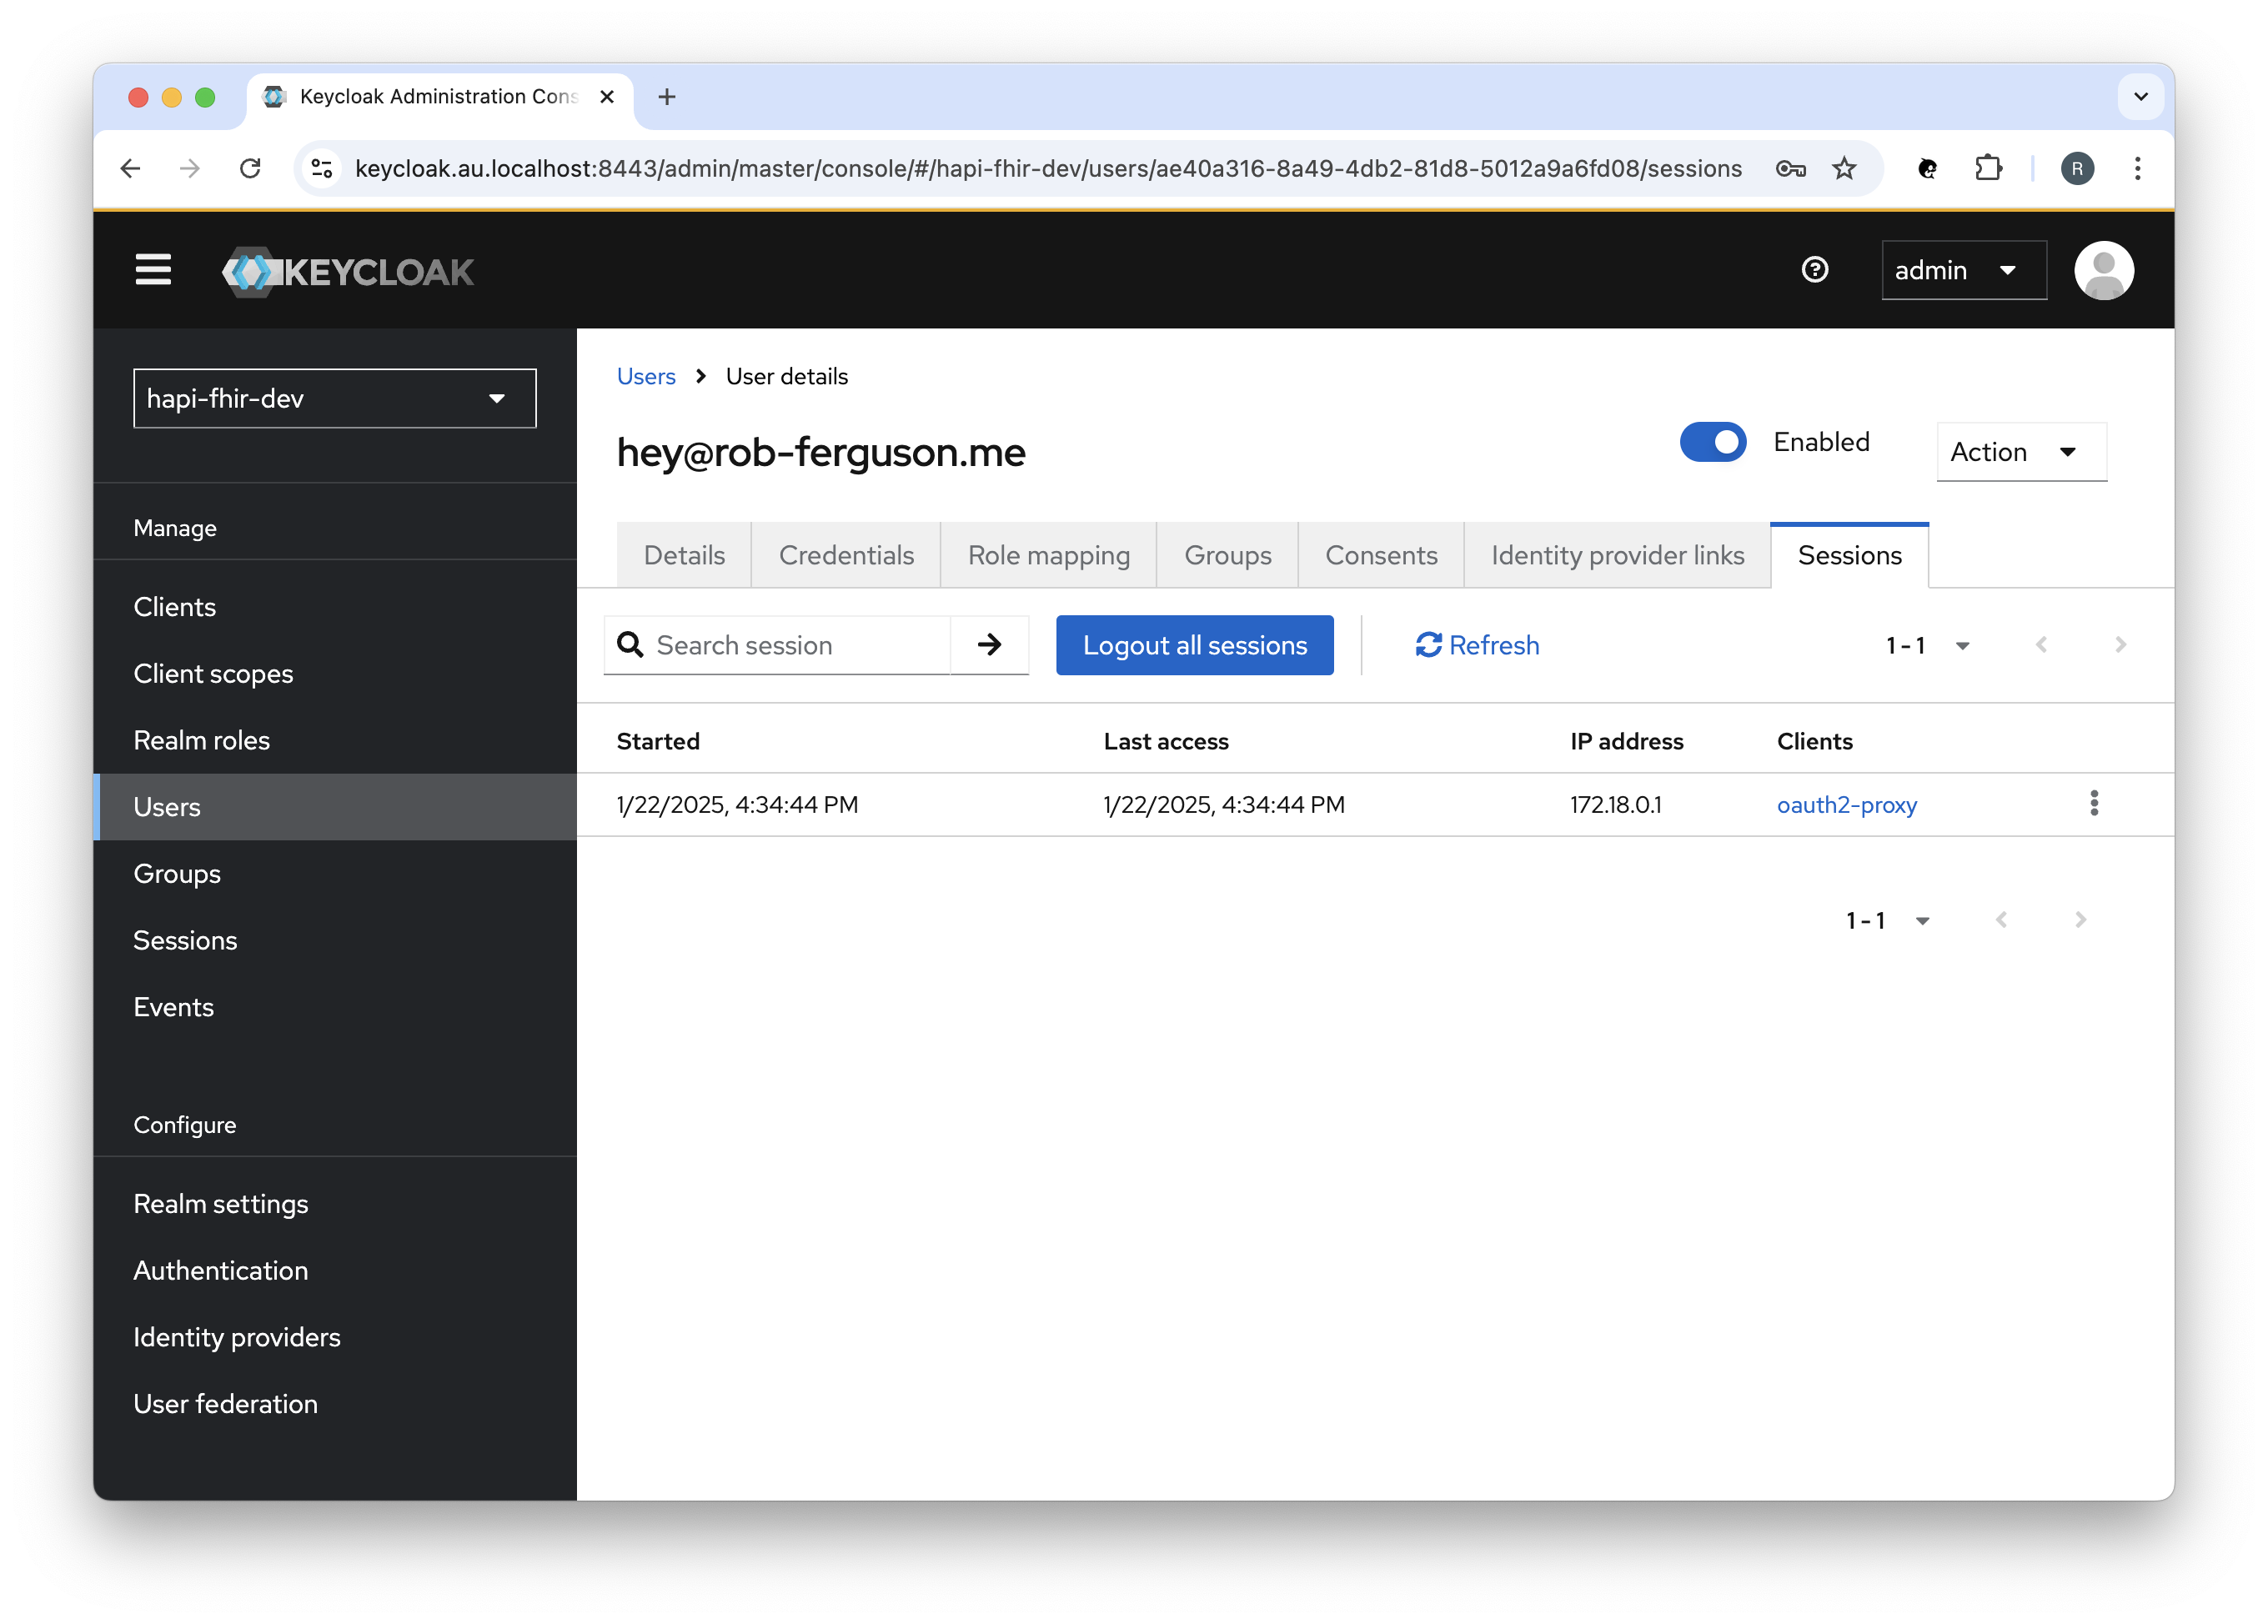 Keycloak Administration Cons
keycloak.au.localhost:8443/admin/master/console/#/hapi-fhir-dev/users/ae40a316-8a49-4db2-81d8-5012a9a6fd08/sessions
R
KEYCLOAK
admin
hapi-fhir-dev
Manage
Clients
Client scopes
Realm roles
Users
Groups
Sessions
Events
Configure
Realm settings
Authentication
Identity providers
User federation
Users > User details
hey@rob-ferguson.me
Enabled
Action
Details Credentials Role mapping Groups Consents Identity provider links Sessions
Search session Logout all sessions Refresh 1 - 1
Started Last access IP address Clients
1/22/2025, 4:34:44 PM 1/22/2025, 4:34:44 PM 172.18.0.1 oauth2-proxy
1 - 1